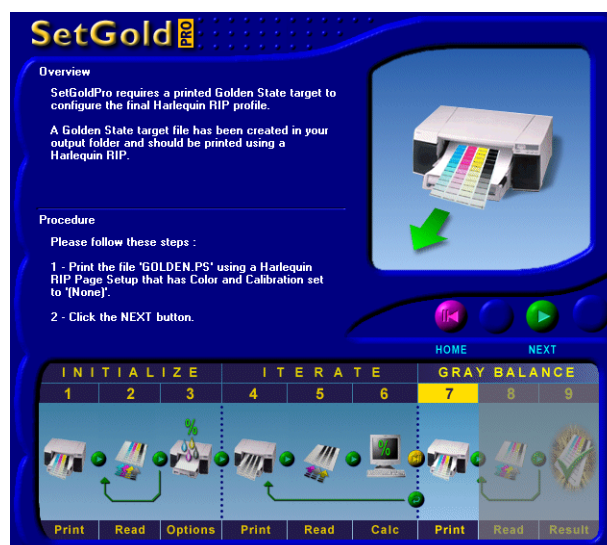 SetGold PRO
Overview
SetGoldPro requires a printed Golden State target to
configure the final Harlequin RIP profile.
A Golden State target file has been created in your
output folder and should be printed using a
Harlequin RIP.
Procedure
Please follow these steps :
1 - Print the file 'GOLDEN.PS' using a Harlequin
RIP Page Setup that has Color and Calibration set
to '(None)'.
2 - Click the NEXT button.
HOME NEXT
INITIALIZE ITERATE GRAY BALANCE
1 2 3 4 5 6 7 8 9
% %
Print Read Options Print Read Calc Print Read Result